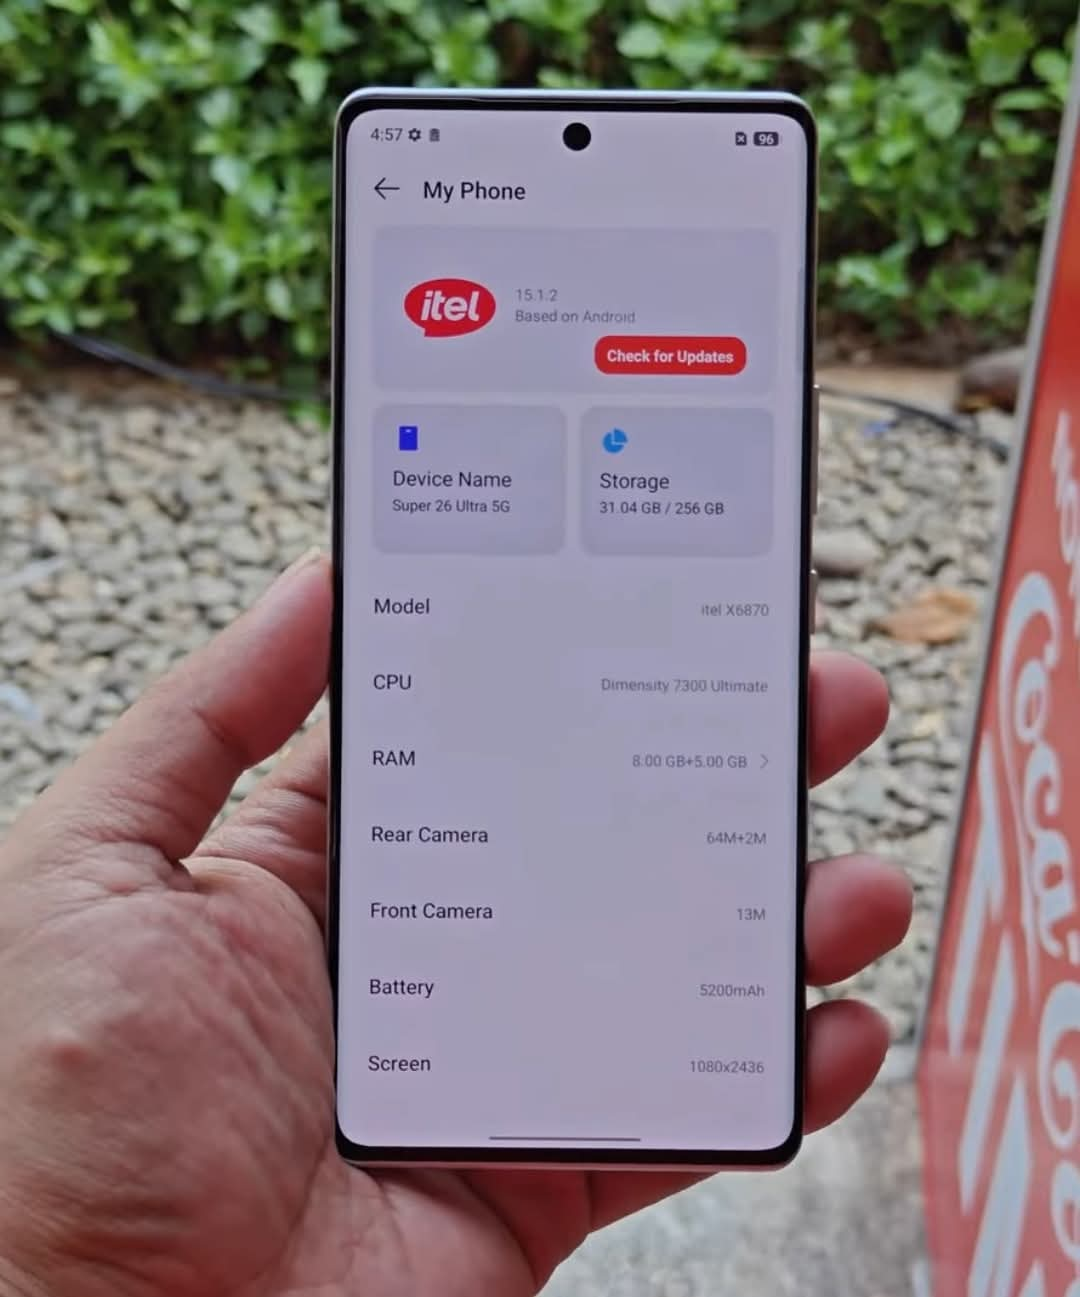 4:57
96
My Phone
itel
15.1.2
Based on Android
Check for Updates
Device Name
Super 26 Ultra 5G
Storage
31.04 GB / 256 GB
Model
itel X6870
CPU
Dimensity 7300 Ultimate
RAM
8.00 GB+5.00 GB
Rear Camera
64M+2M
Front Camera
13M
Battery
5200mAh
Screen
1080x2436
Coca-Co